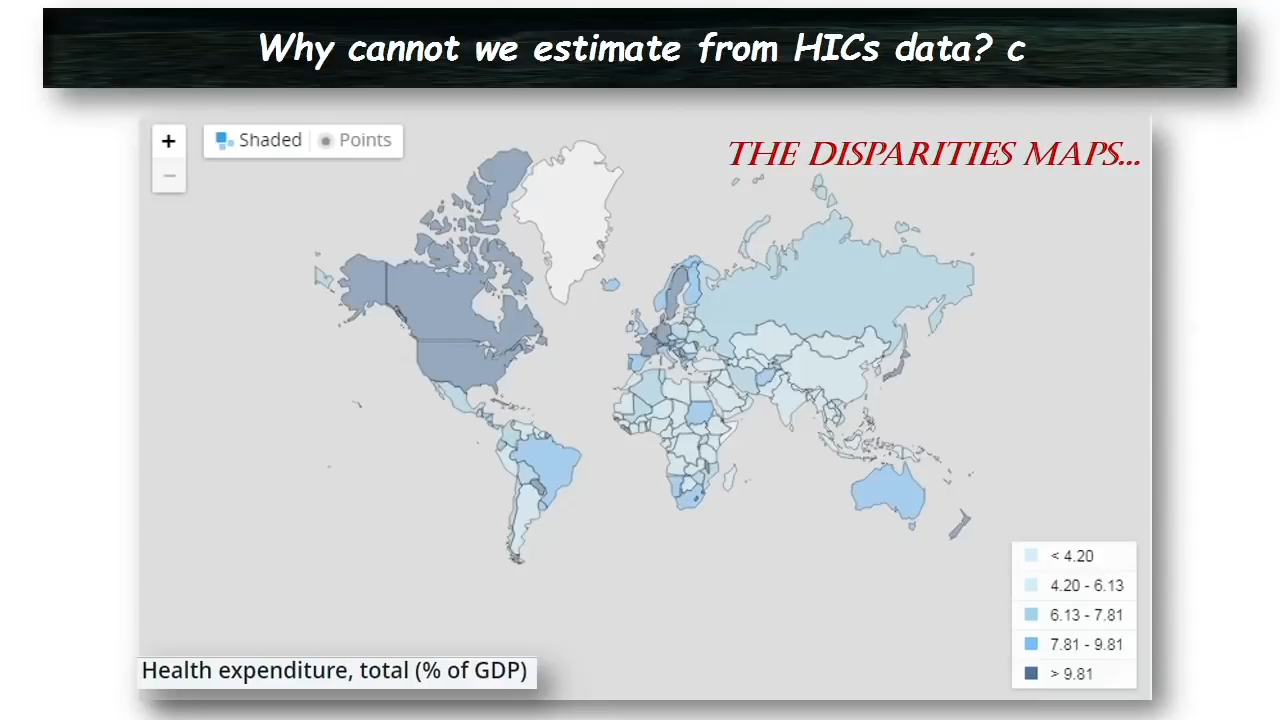 Why cannot we estimate from HICs data? c
+
Shaded
Points
THE DISPARITIES MAPS...
−
< 4.20
4.20 - 6.13
6.13 - 7.81
7.81 - 9.81
> 9.81
Health expenditure, total (% of GDP)